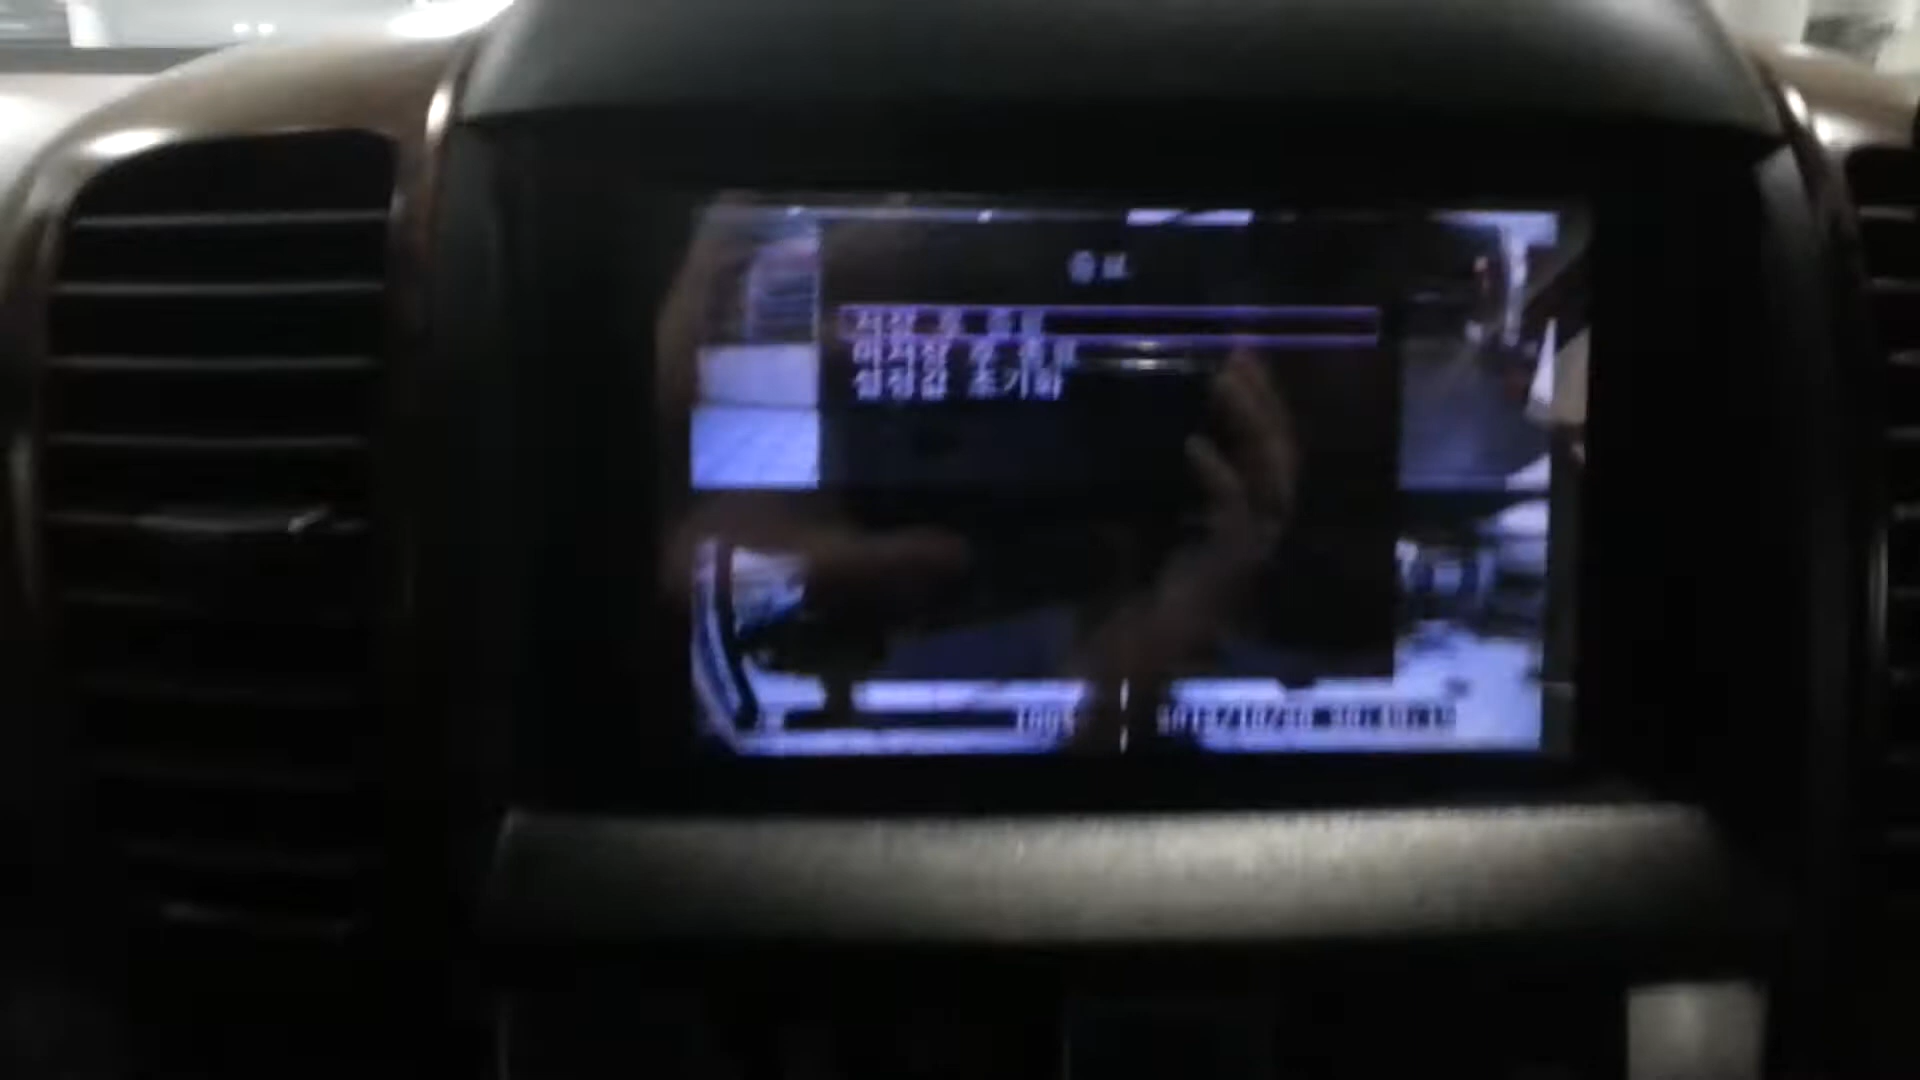 종료
저장 후 종료
미저장 후 종료
설정값 초기화
100%